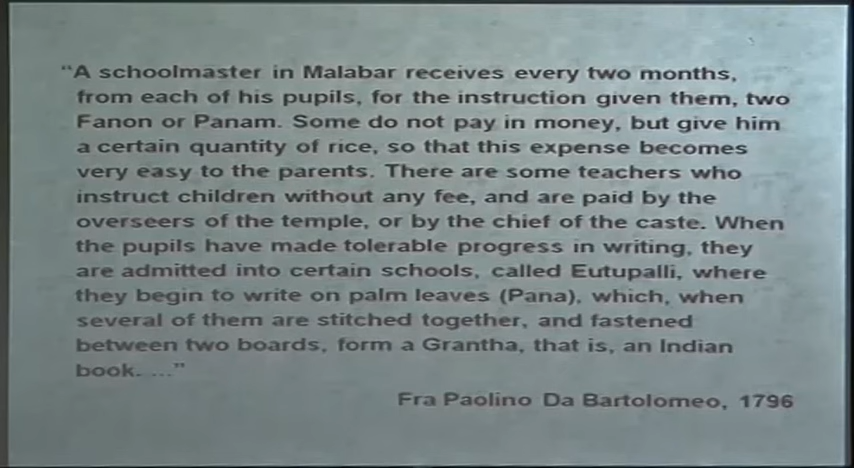 “A schoolmaster in Malabar receives every two months,
from each of his pupils, for the instruction given them, two
Fanon or Panam. Some do not pay in money, but give him
a certain quantity of rice, so that this expense becomes
very easy to the parents. There are some teachers who
instruct children without any fee, and are paid by the
overseers of the temple, or by the chief of the caste. When
the pupils have made tolerable progress in writing, they
are admitted into certain schools, called Eutupalli, where
they begin to write on palm leaves (Pana), which, when
several of them are stitched together, and fastened
between two boards, form a Grantha, that is, an Indian
book. ...”
Fra Paolino Da Bartolomeo, 1796